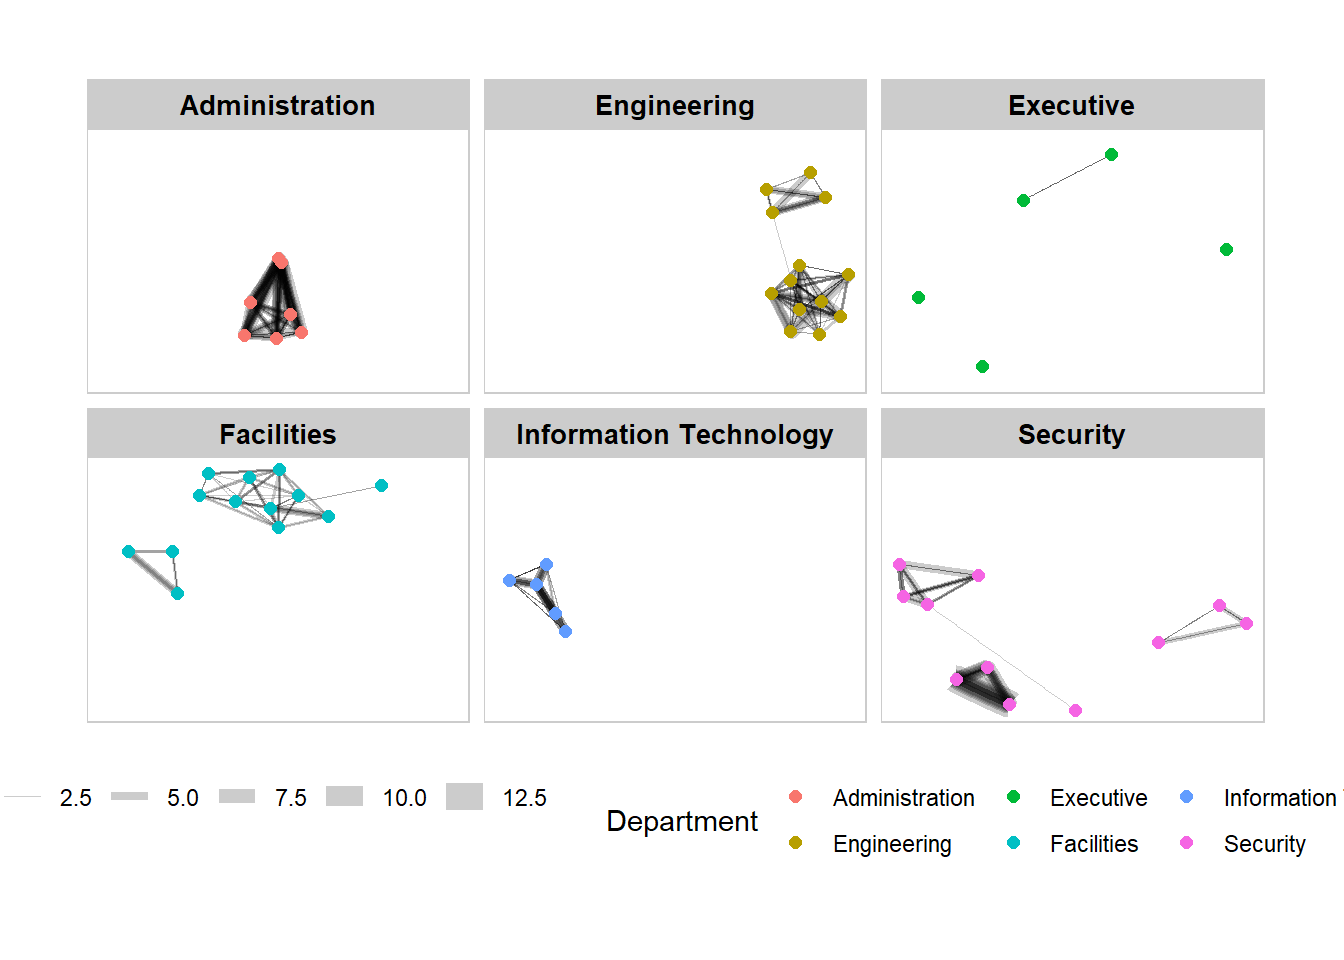 Administration Engineering Executive
Facilities Information Technology Security
2.5 5.0 7.5 10.0 12.5 Department Administration Executive Information
Engineering Facilities Security